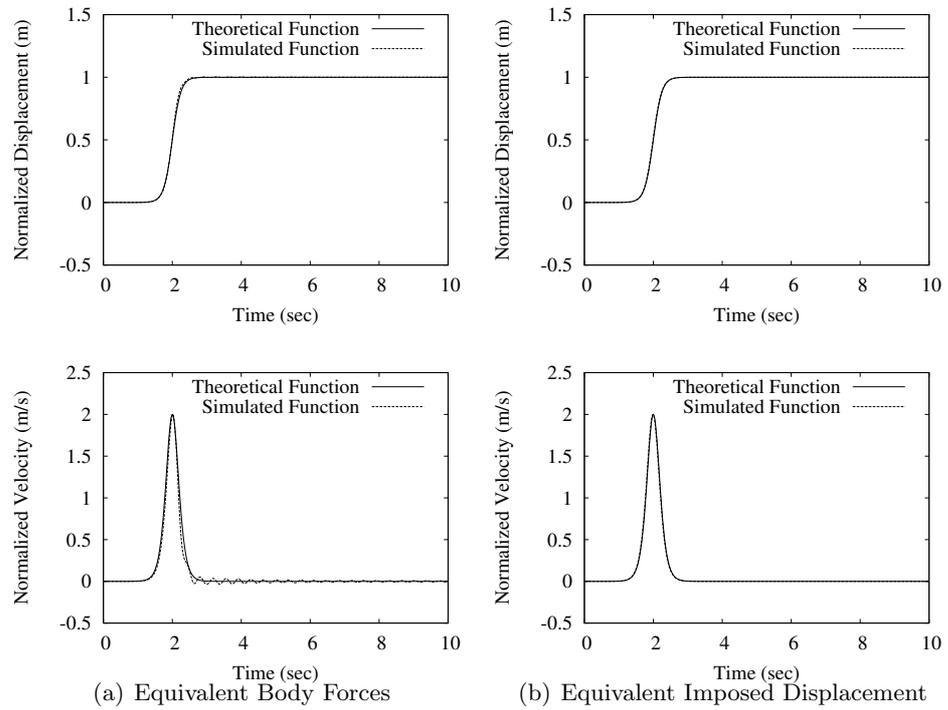 Normalized Displacement (m)
1.5
1
0.5
0
-0.5
Theoretical Function
Simulated Function
0 2 4 6 8 10
Time (sec)
Normalized Displacement (m)
1.5
1
0.5
0
-0.5
Theoretical Function
Simulated Function
0 2 4 6 8 10
Time (sec)
Normalized Velocity (m/s)
2.5
2
1.5
1
0.5
0
-0.5
Theoretical Function
Simulated Function
0 2 4 6 8 10
Time (sec)
(a) Equivalent Body Forces
Normalized Velocity (m/s)
2.5
2
1.5
1
0.5
0
-0.5
Theoretical Function
Simulated Function
0 2 4 6 8 10
Time (sec)
(b) Equivalent Imposed Displacement